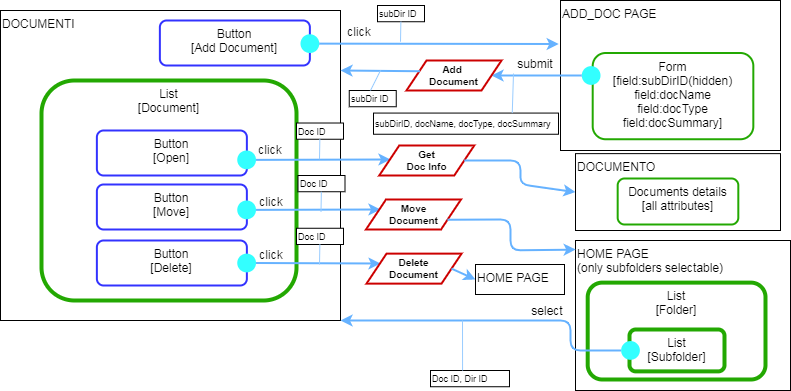 DOCUMENTI
Button
[Add Document]
click
subDir ID
ADD_DOC PAGE
Form
[field:subDirID(hidden)
field:docName
field:docType
field:docSummary]
submit
Add
Document
subDir ID
subDirID, docName, docType, docSummary
List
[Document]
Button
[Open]
click
Doc ID
Get
Doc Info
DOCUMENTO
Documents details
[all attributes]
Button
[Move]
click
Doc ID
Move
Document
Button
[Delete]
click
Doc ID
Delete
Document
HOME PAGE
HOME PAGE
(only subfolders selectable)
List
[Folder]
List
[Subfolder]
select
Doc ID, Dir ID